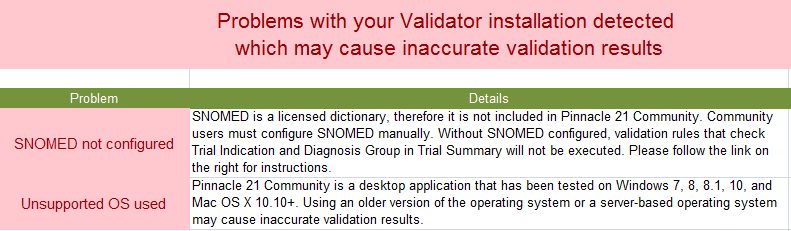 Problems with your Validator installation detected
which may cause inaccurate validation results
Problem
Details
SNOMED not configured
SNOMED is a licensed dictionary, therefore it is not included in Pinnacle 21 Community. Community
users must configure SNOMED manually. Without SNOMED configured, validation rules that check
Trial Indication and Diagnosis Group in Trial Summary will not be executed. Please follow the link on
the right for instructions.
Unsupported OS used
Pinnacle 21 Community is a desktop application that has been tested on Windows 7, 8, 8.1, 10, and
Mac OS X 10.10+. Using an older version of the operating system or a server-based operating system
may cause inaccurate validation results.